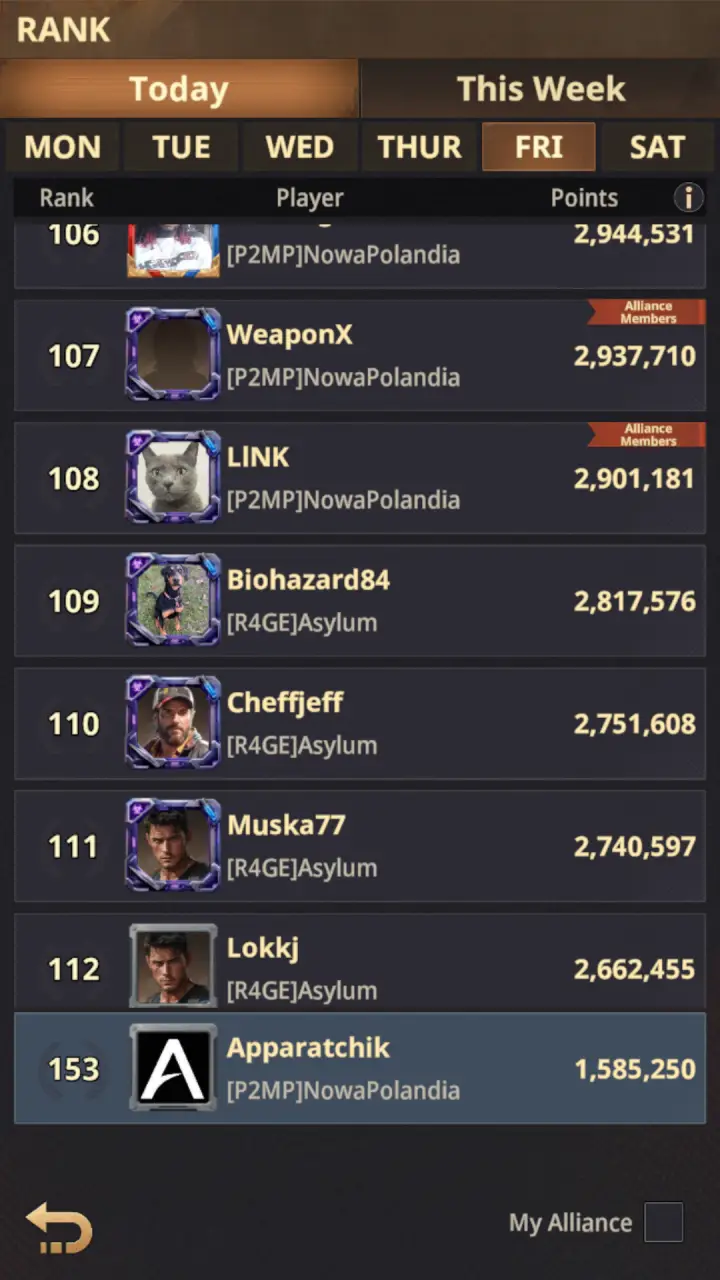 RANK
Today
This Week
MON TUE WED THUR FRI SAT
Rank Player Points i
106
[P2MP]NowaPolandia
2,944,531
107
WeaponX
[P2MP]NowaPolandia
Alliance
Members
2,937,710
108
LINK
[P2MP]NowaPolandia
Alliance
Members
2,901,181
109
Biohazard84
[R4GE]Asylum
2,817,576
110
Cheffjeff
[R4GE]Asylum
2,751,608
111
Muska77
[R4GE]Asylum
2,740,597
112
Lokkj
[R4GE]Asylum
2,662,455
153
Apparatchik
[P2MP]NowaPolandia
1,585,250
My Alliance